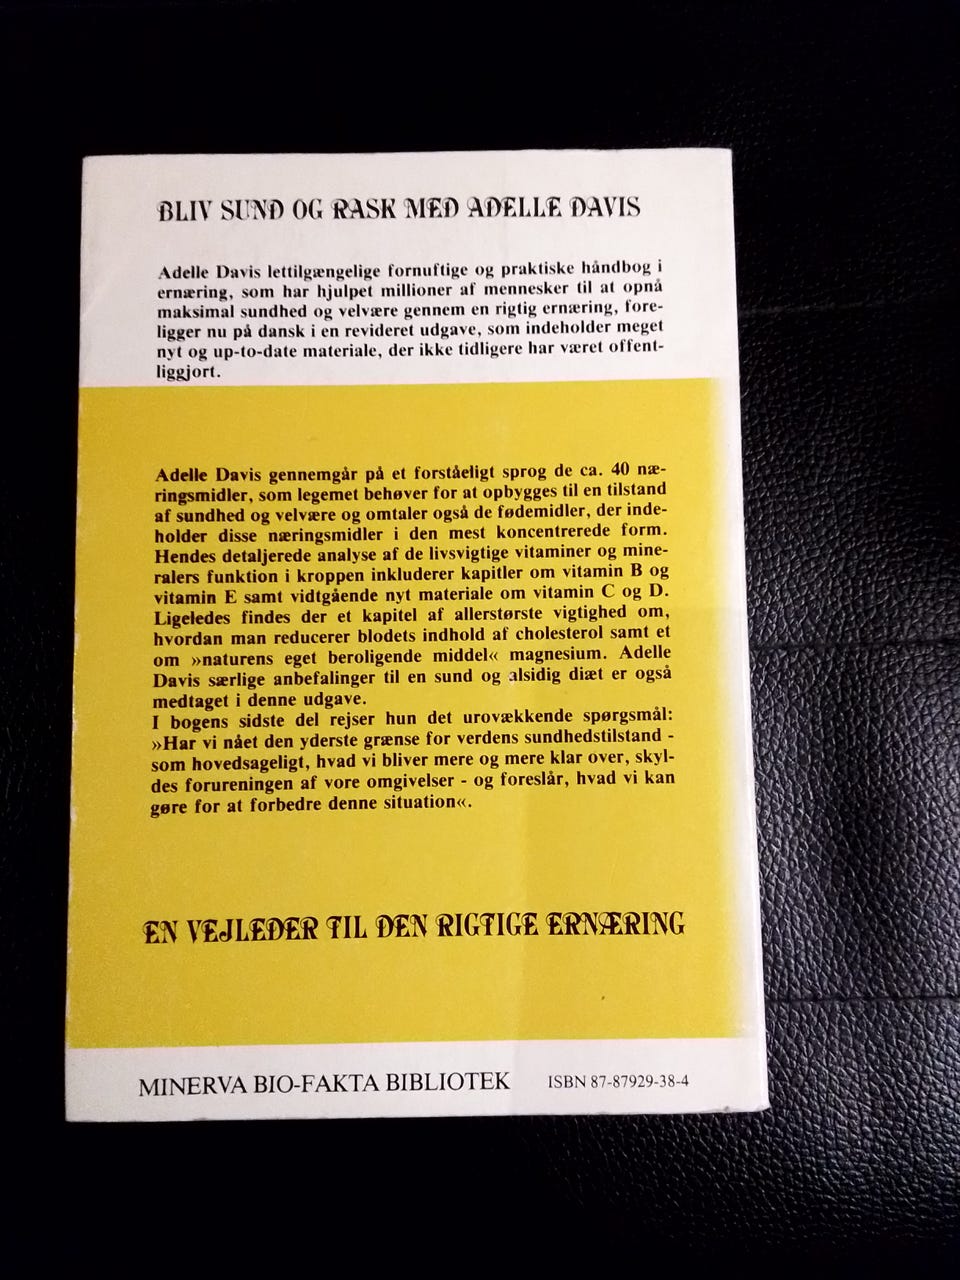 BLIV SUND OG RASK MED ADELLE DAVIS
Adelle Davis lettilgængelige fornuftige og praktiske håndbog i
ernæring, som har hjulpet millioner af mennesker til at opnå
maksimal sundhed og velvære gennem en rigtig ernæring, fore-
ligger nu på dansk i en revideret udgave, som indeholder meget
nyt og up-to-date materiale, der ikke tidligere har været offent-
liggjort.
Adelle Davis gennemgår på et forståeligt sprog de ca. 40 næ-
ringsmidler, som legemet behøver for at opbygges til en tilstand
af sundhed og velvære og omtaler også de fødemidler, der inde-
holder disse næringsmidler i den mest koncentrerede form.
Hendes detaljerede analyse af de livsvigtige vitaminer og mine-
ralers funktion i kroppen inkluderer kapitler om vitamin B og
vitamin E samt vidtgående nyt materiale om vitamin C og D.
Ligeledes findes der et kapitel af allerstørste vigtighed om,
hvordan man reducerer blodets indhold af cholesterol samt et
om »naturens eget beroligende middel« magnesium. Adelle
Davis særlige anbefalinger til en sund og alsidig diæt er også
medtaget i denne udgave.
I bogens sidste del rejser hun det urovækkende spørgsmål:
»Har vi nået den yderste grænse for verdens sundhedstilstand -
som hovedsageligt, hvad vi bliver mere og mere klar over, skyl-
des forureningen af vore omgivelser - og foreslår, hvad vi kan
gøre for at forbedre denne situation«.
EN VEJLEDER TIL DEN RIGTIGE ERNÆRING
MINERVA BIO-FAKTA BIBLIOTEK ISBN 87-87929-38-4